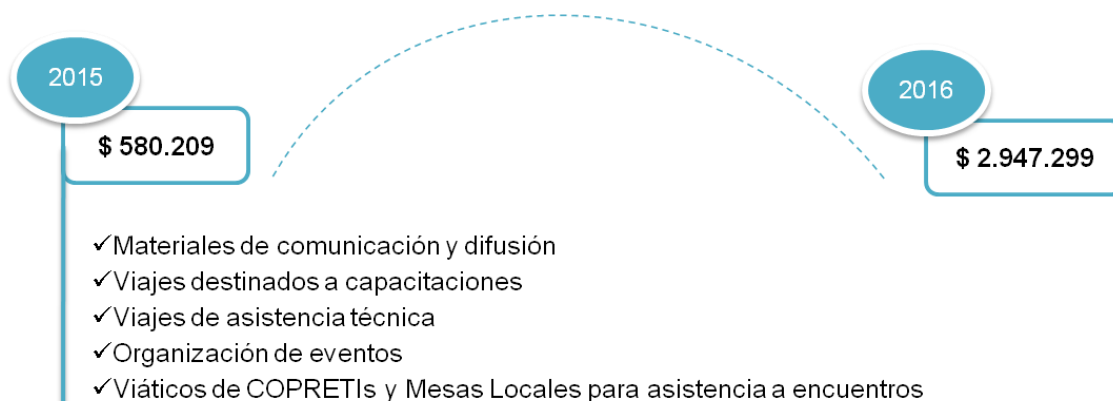 2015
$ 580.209
2016
$ 2.947.299
✓Materiales de comunicación y difusión
✓Viajes destinados a capacitaciones
✓Viajes de asistencia técnica
✓Organización de eventos
✓Viáticos de COPRETIs y Mesas Locales para asistencia a encuentros